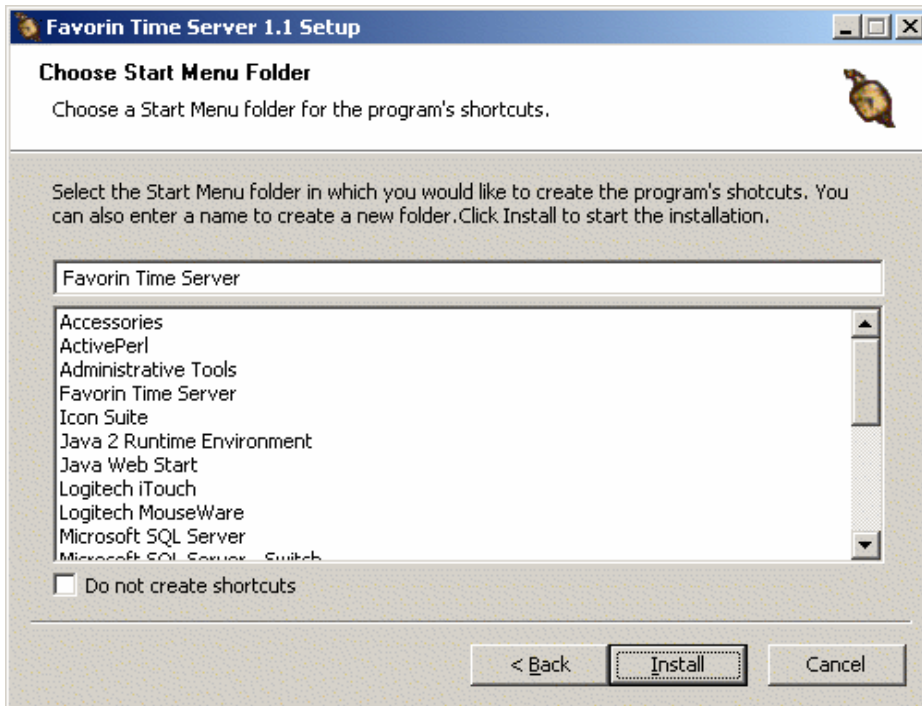 Favorin Time Server 1.1 Setup
Choose Start Menu Folder
Choose a Start Menu folder for the program's shortcuts.
Select the Start Menu folder in which you would like to create the program's shotcuts. You
can also enter a name to create a new folder.Click Install to start the installation.
Favorin Time Server
Accessories
ActivePerl
Administrative Tools
Favorin Time Server
Icon Suite
Java 2 Runtime Environment
Java Web Start
Logitech iTouch
Logitech MouseWare
Microsoft SQL Server
Microsoft SQL Server - Switch
Do not create shortcuts
< Back
Install
Cancel